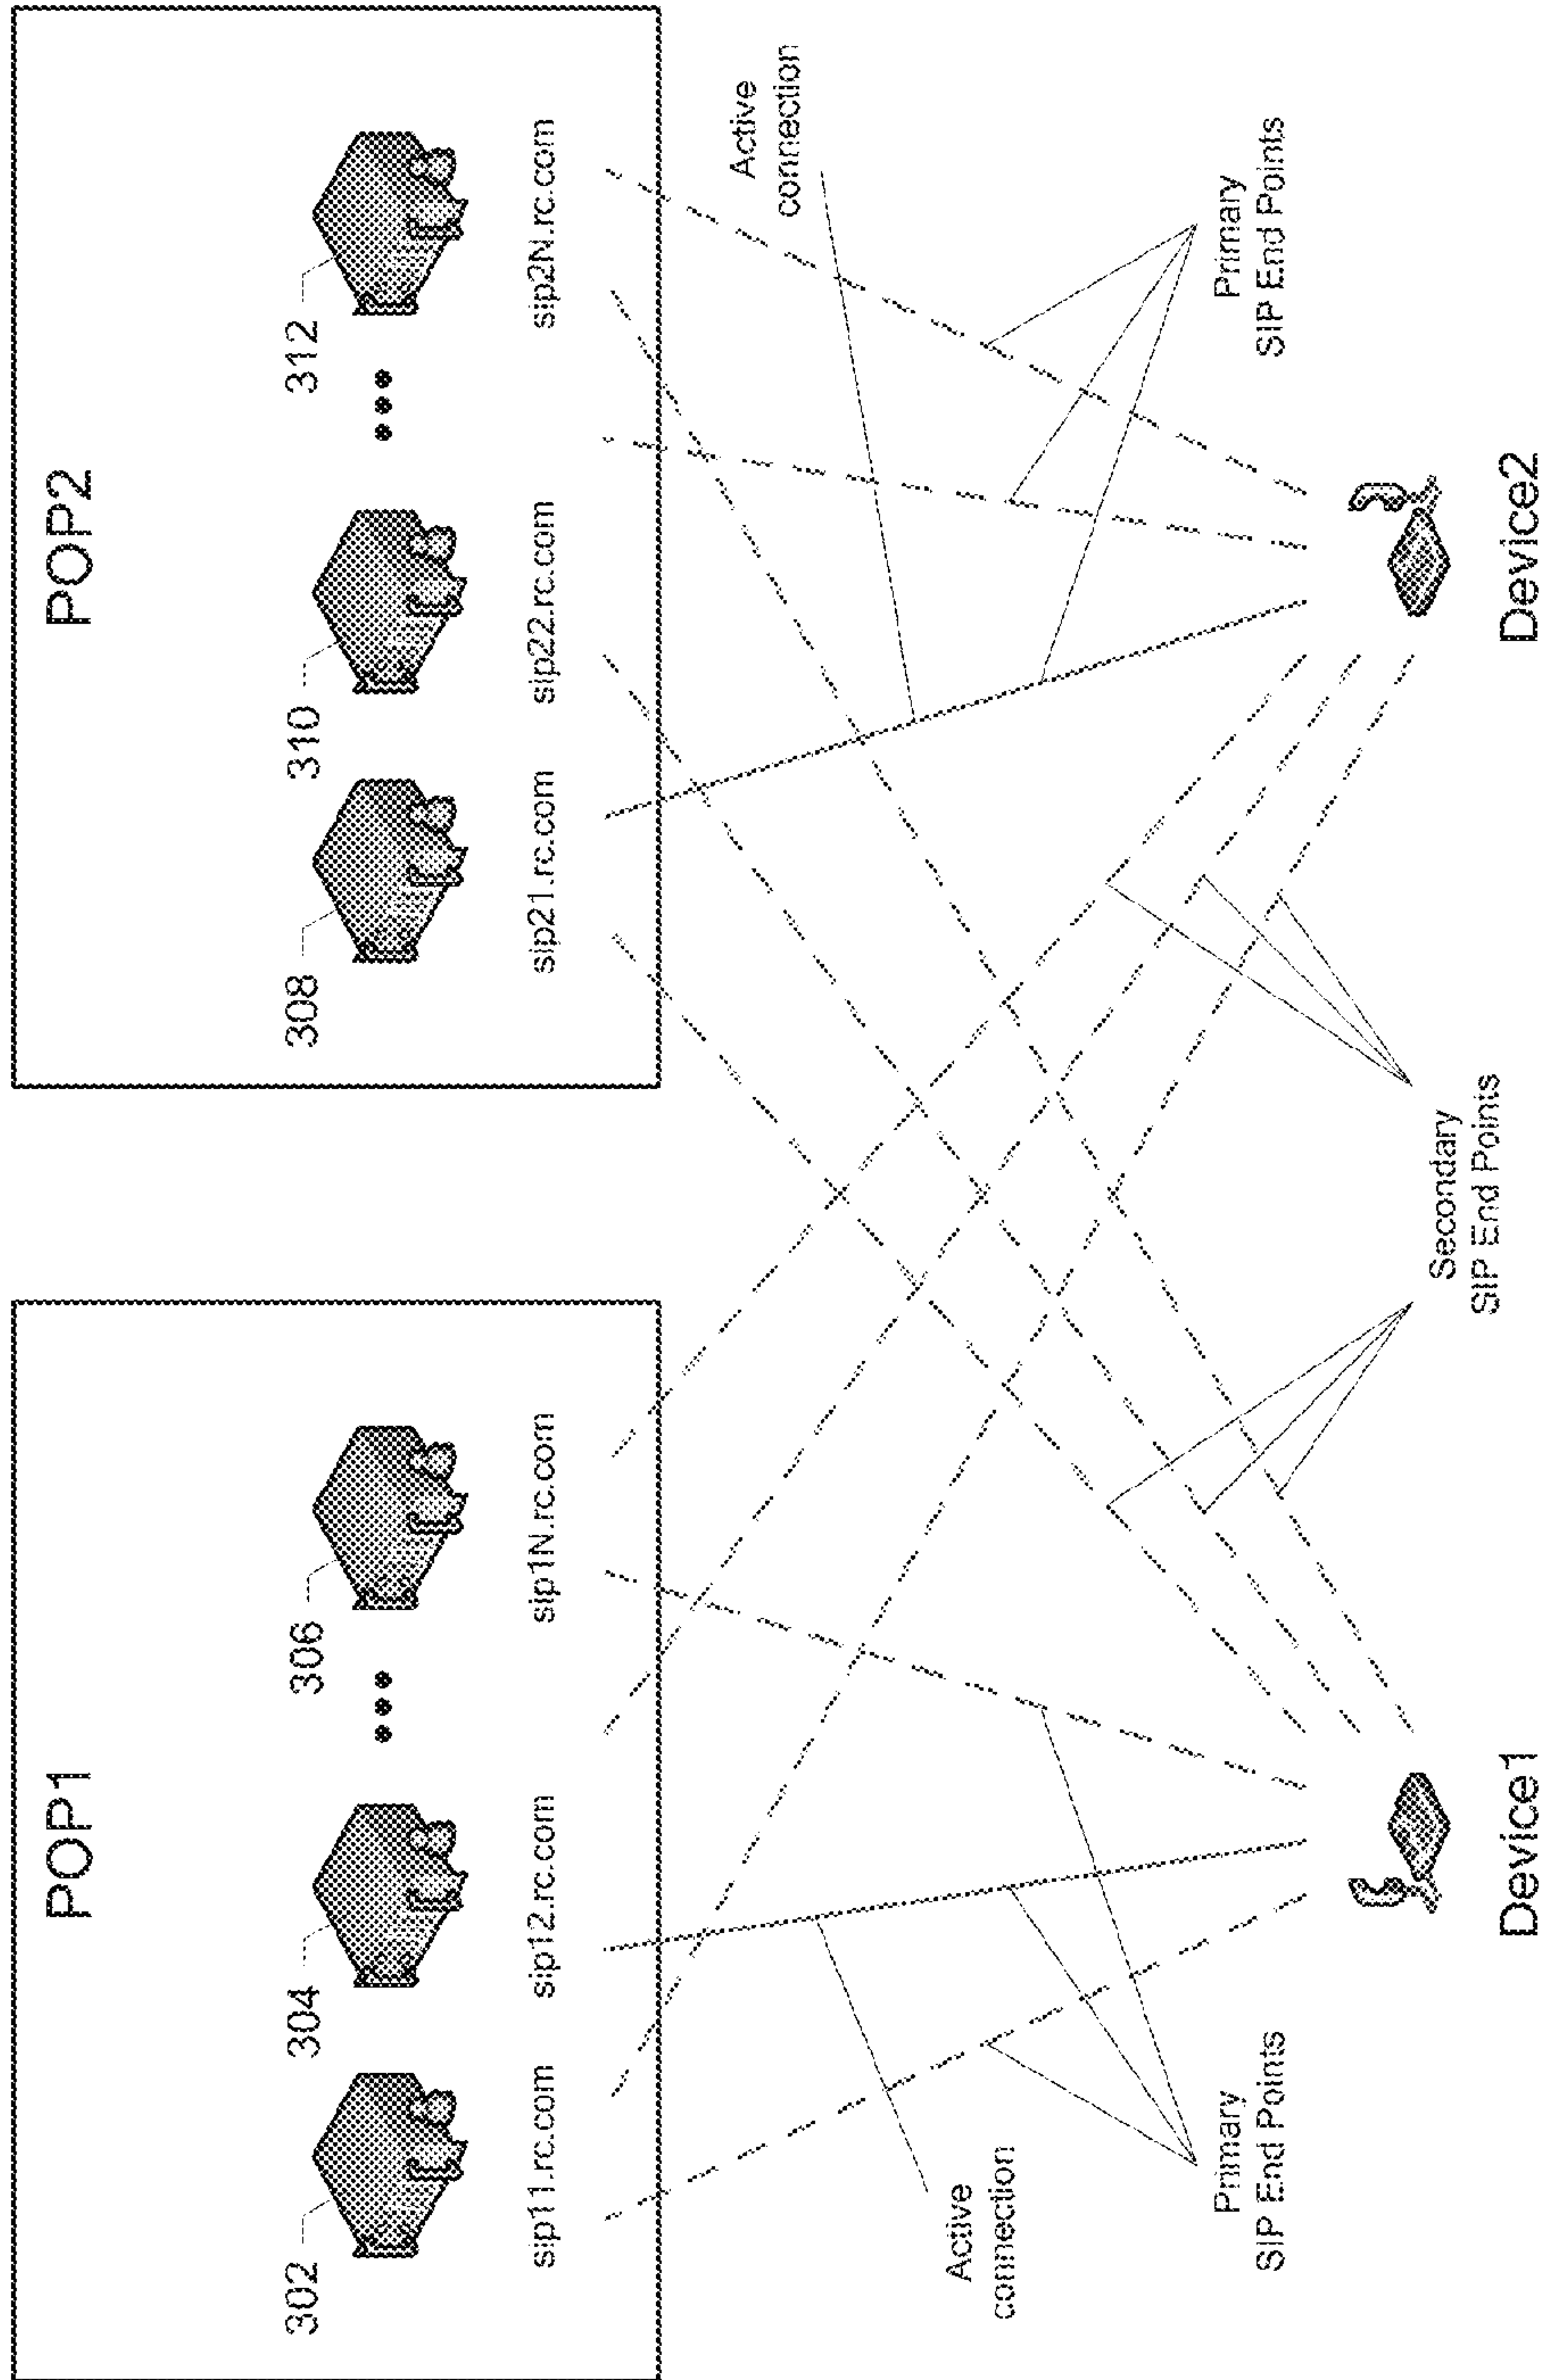 POP1
POP2
302
304
306
308
310
312
sip11.rc.com
sip12.rc.com
sip1N.rc.com
sip21.rc.com
sip22.rc.com
sip2N.rc.com
Active
connection
Active
connection
Primary
SIP End Points
Secondary
SIP End Points
Primary
SIP End Points
Device1
Device2